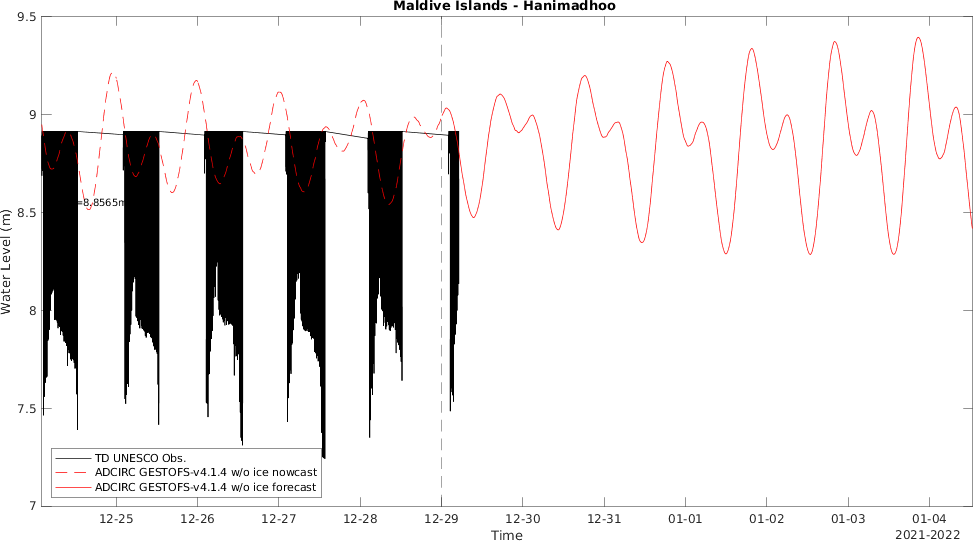 Maldive Islands - Hanimadhoo
9.5
9
8.5
8
7.5
7
Water Level (m)
=8.8565m
TD UNESCO Obs.
ADCIRC GESTOFS-v4.1.4 w/o ice nowcast
ADCIRC GESTOFS-v4.1.4 w/o ice forecast
12-25 12-26 12-27 12-28 12-29 12-30 12-31 01-01 01-02 01-03 01-04
Time
2021-2022